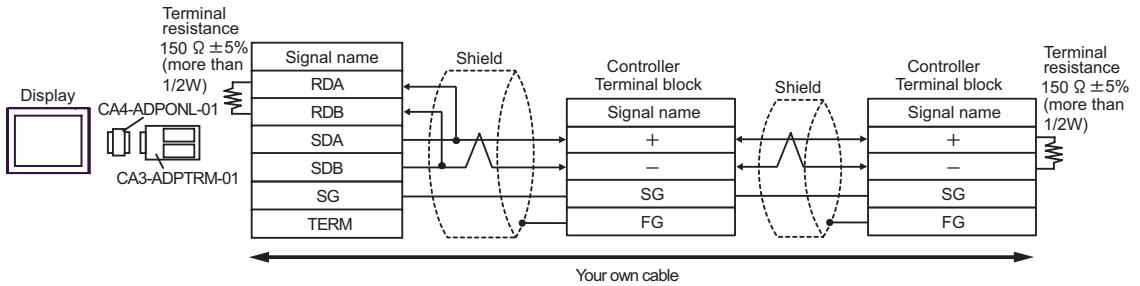 Terminal
resistance
150 Ω ±5%
(more than
1/2W)
Display
CA4-ADPONL-01
CA3-ADPTRM-01
Signal name
RDA
RDB
SDA
SDB
SG
TERM
Shield
Controller
Terminal block
Signal name
+
−
SG
FG
Shield
Controller
Terminal block
Signal name
+
−
SG
FG
Terminal
resistance
150 Ω ±5%
(more than
1/2W)
Your own cable